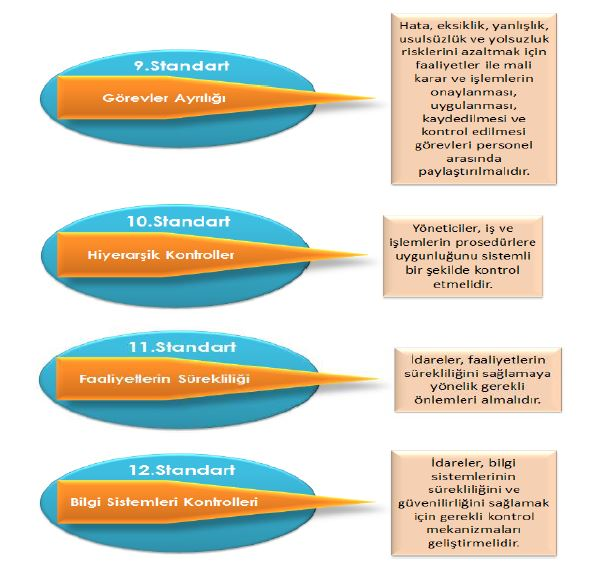 9.Standart
Görevler Ayrılığı
Hata, eksiklik, yanlışlık,
usulsüzlük ve yolsuzluk
risklerini azaltmak için
faaliyetler ile mali
karar ve işlemlerin
onaylanması,
uygulanması,
kaydedilmesi ve
kontrol edilmesi
görevleri personel
arasında
paylaştırılmalıdır.
10.Standart
Hiyerarşik Kontroller
Yöneticiler, iş ve
işlemlerin prosedürlere
uygunluğunu sistemli
bir şekilde kontrol
etmelidir.
11.Standart
Faaliyetlerin Sürekliliği
İdareler, faaliyetlerin
sürekliliğini sağlamaya
yönelik gerekli
önlemleri almalıdır.
12.Standart
Bilgi Sistemleri Kontrolleri
İdareler, bilgi
sistemlerinin
sürekliliğini ve
güvenilirliğini sağlamak
için gerekli kontrol
mekanizmaları
geliştirmelidir.